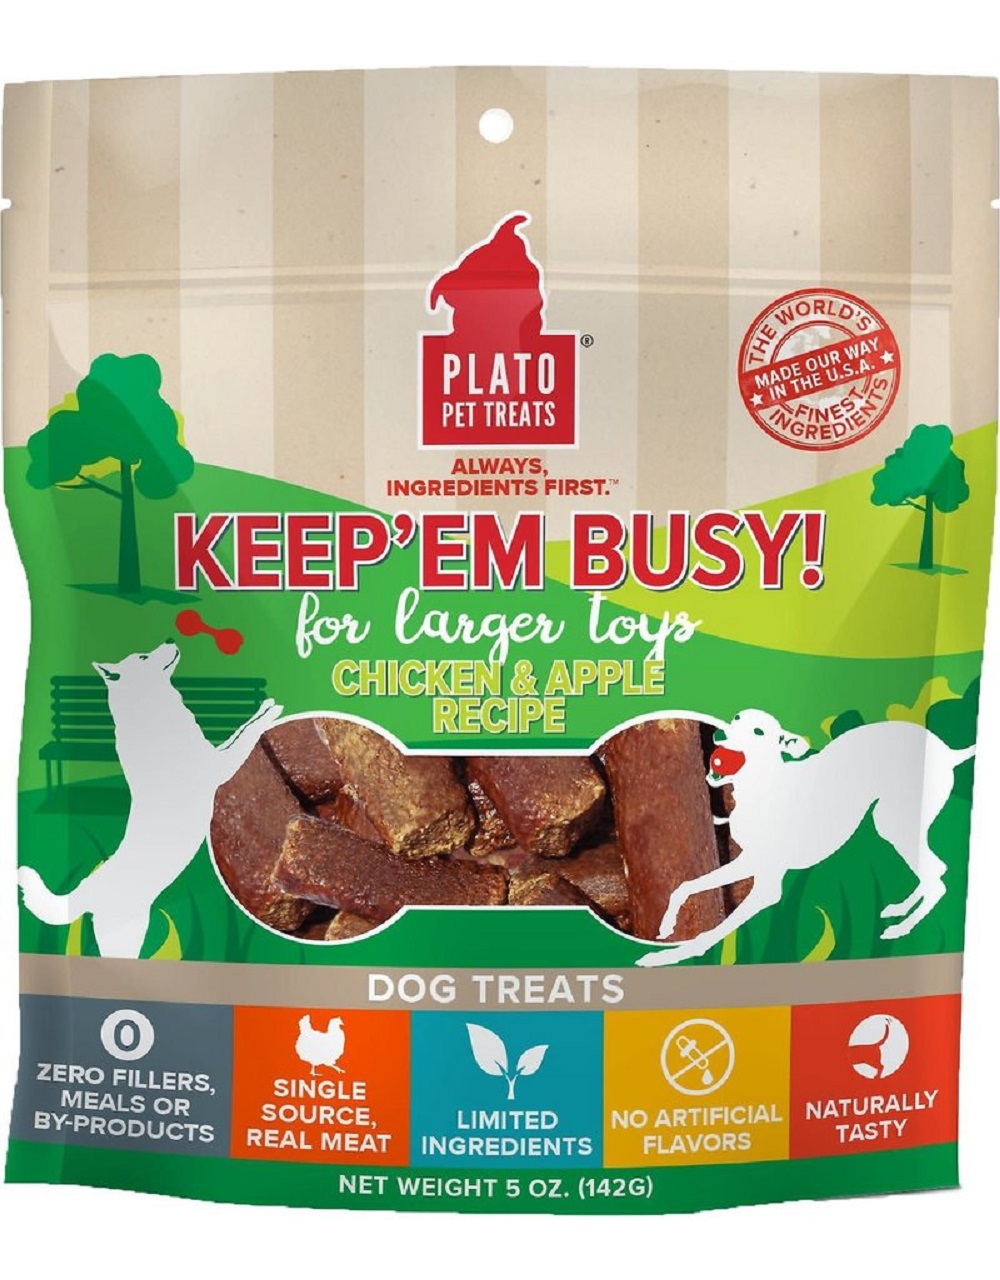 PLATO
PET TREATS
®
ALWAYS,
INGREDIENTS FIRST.™
THE WORLD'S
MADE OUR WAY
IN THE U.S.A.
FINEST
INGREDIENTS
KEEP'EM BUSY!
for larger toys
CHICKEN & APPLE
RECIPE
DOG TREATS
0
ZERO FILLERS,
MEALS OR
BY-PRODUCTS
SINGLE
SOURCE,
REAL MEAT
LIMITED
INGREDIENTS
NO ARTIFICIAL
FLAVORS
NATURALLY
TASTY
NET WEIGHT 5 OZ. (142G)